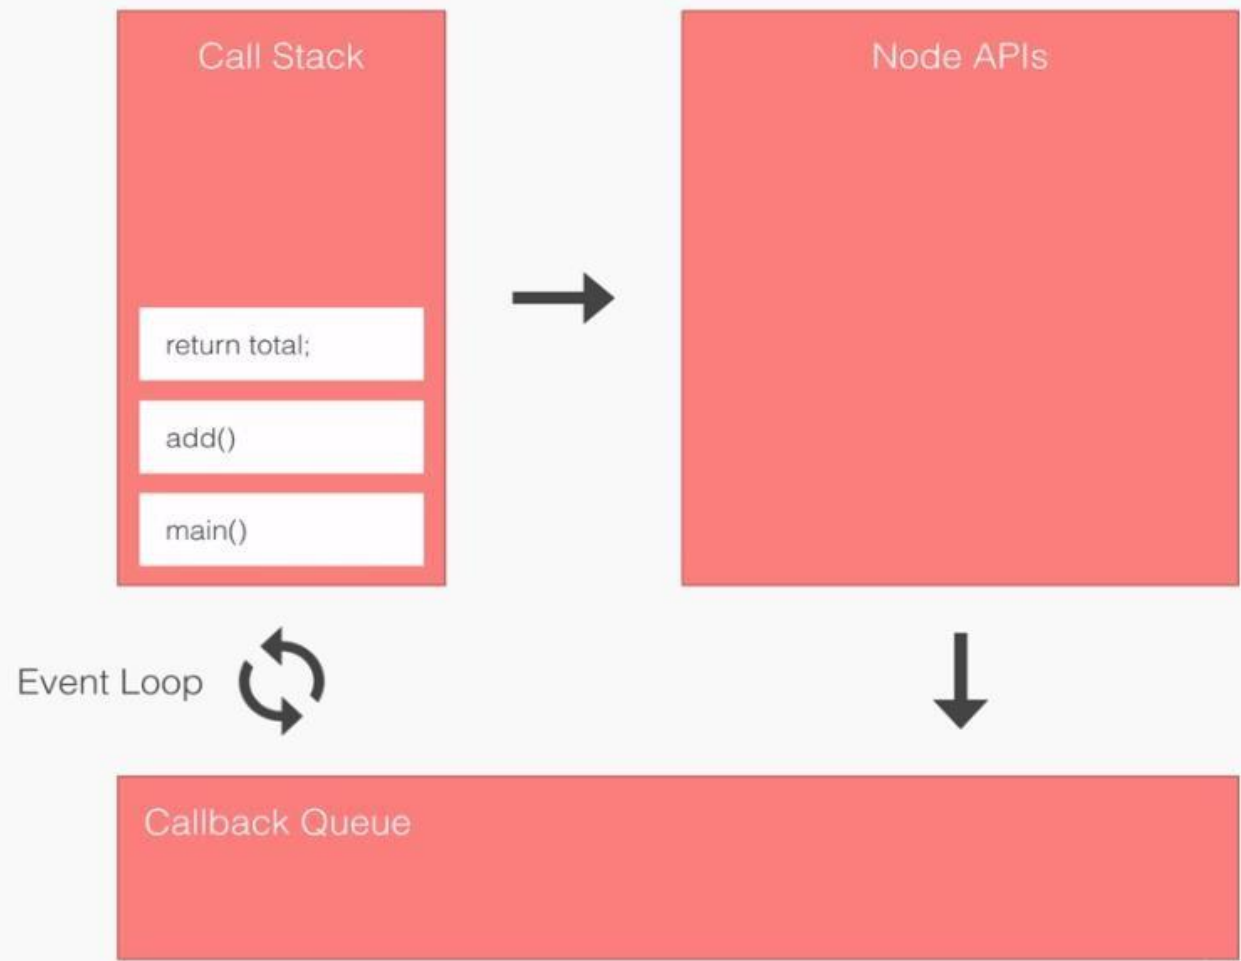 Call Stack
Node APIs
return total;
add()
main()
Event Loop
Callback Queue